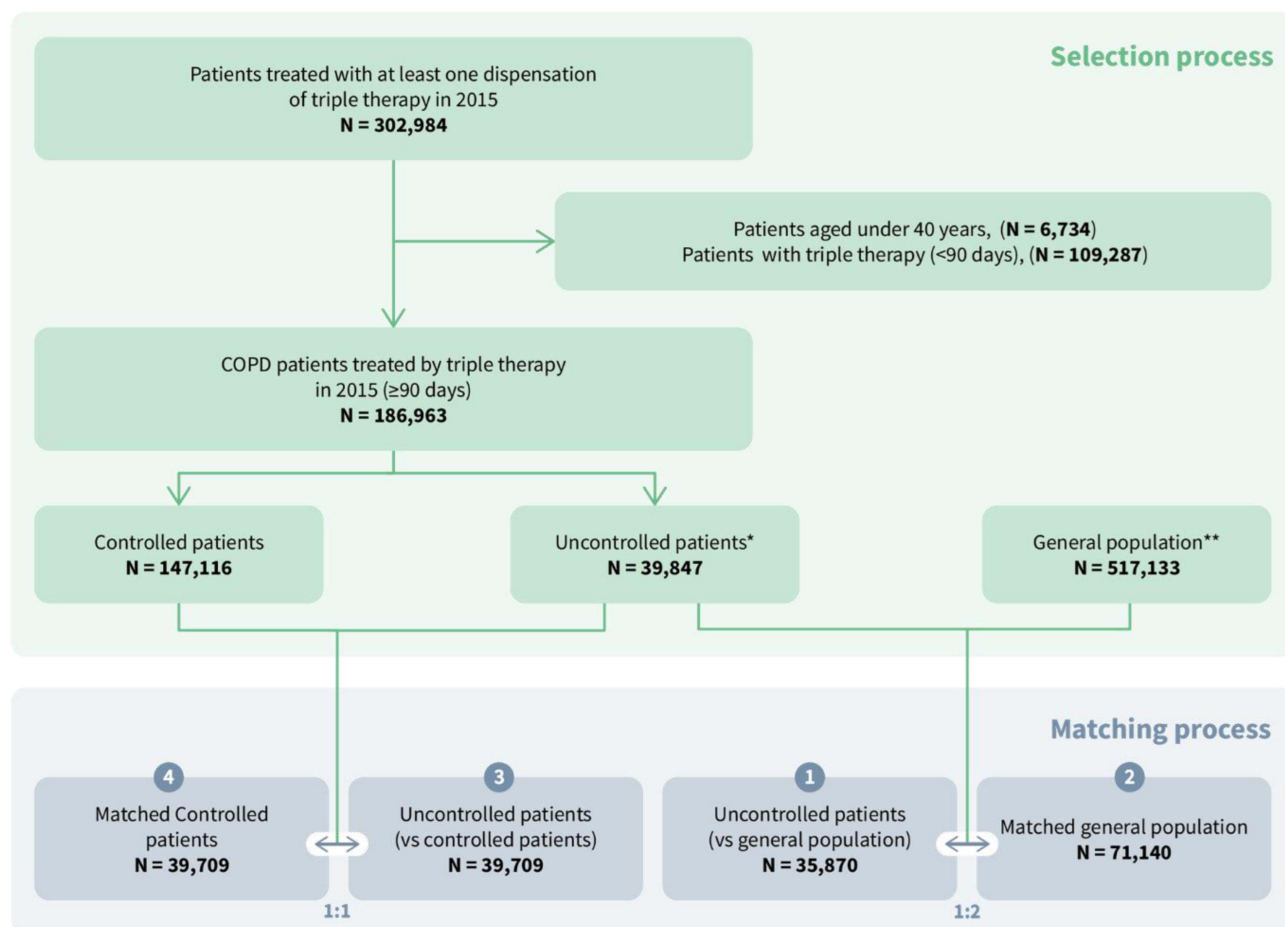 Selection process
Patients treated with at least one dispensation
of triple therapy in 2015
N = 302,984
Patients aged under 40 years, (N = 6,734)
Patients with triple therapy (<90 days), (N = 109,287)
COPD patients treated by triple therapy
in 2015 (≥90 days)
N = 186,963
Controlled patients
N = 147,116
Uncontrolled patients*
N = 39,847
General population**
N = 517,133
Matching process
4
Matched Controlled
patients
N = 39,709
3
Uncontrolled patients
(vs controlled patients)
N = 39,709
1
Uncontrolled patients
(vs general population)
N = 35,870
2
Matched general population
N = 71,140
1:1
1:2